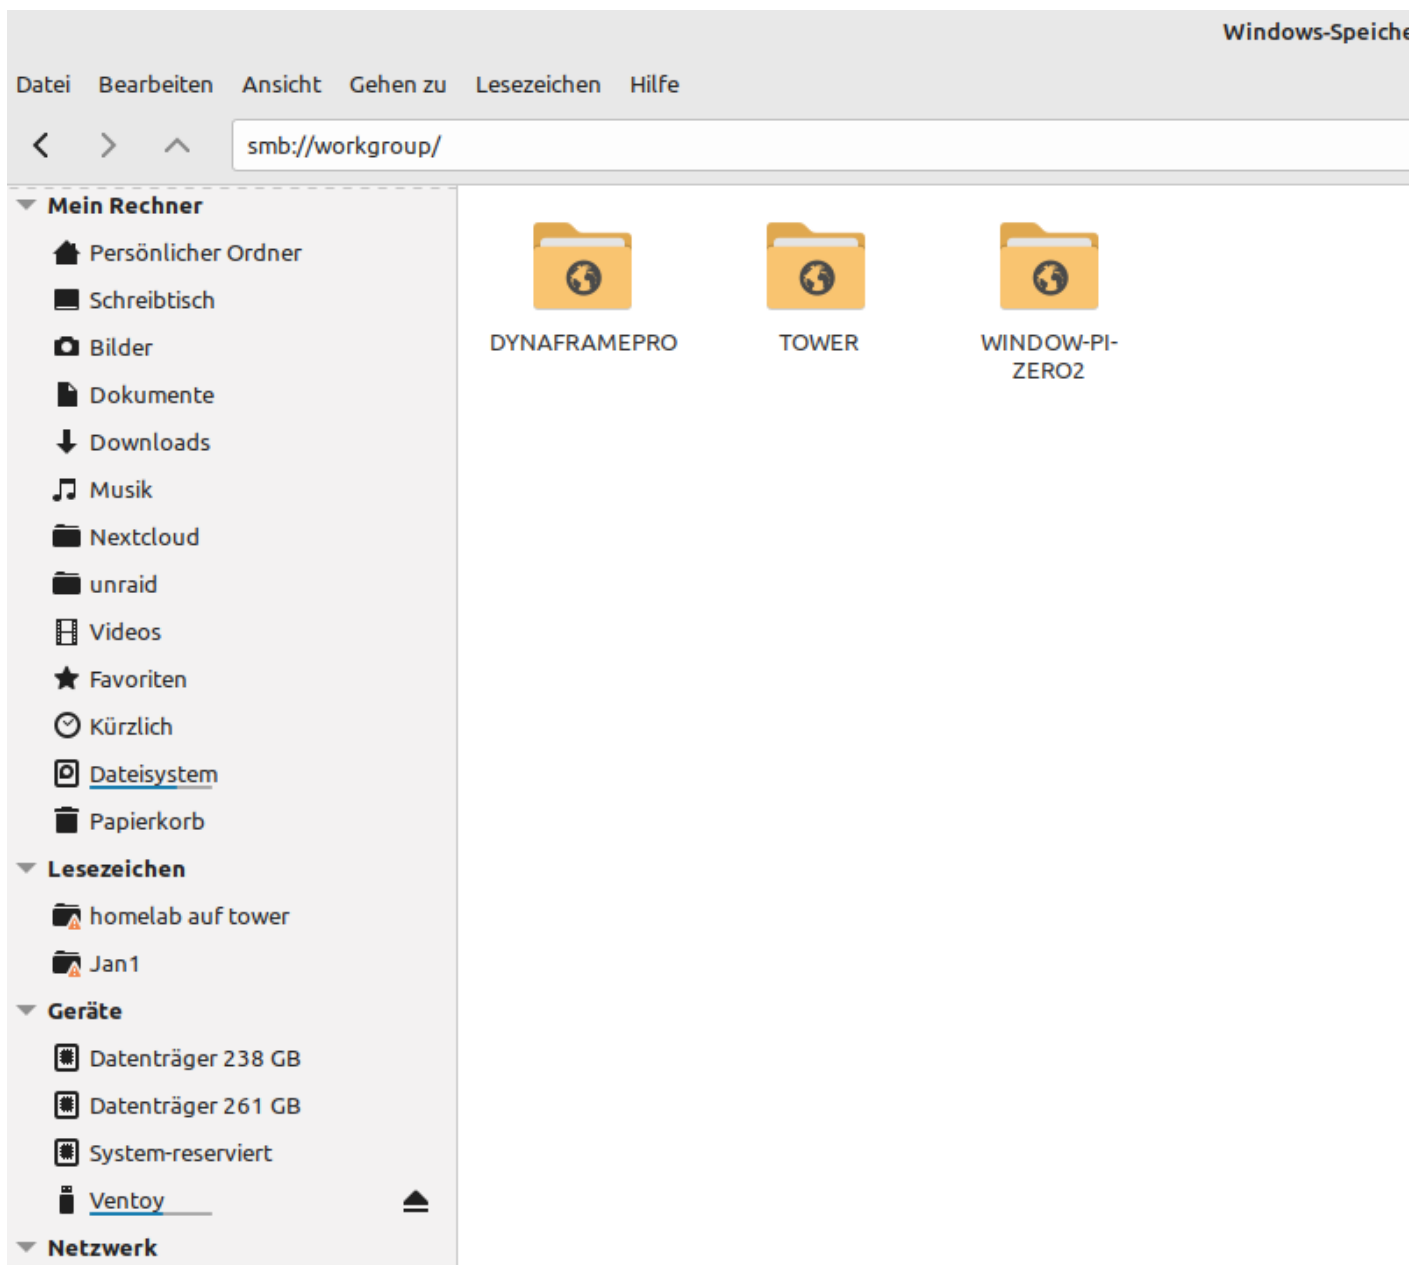 Windows-Speiche
Datei Bearbeiten Ansicht Gehen zu Lesezeichen Hilfe
smb://workgroup/
Mein Rechner
Persönlicher Ordner
Schreibtisch
Bilder
Dokumente
Downloads
Musik
Nextcloud
unraid
Videos
Favoriten
Kürzlich
Dateisystem
Papierkorb
Lesezeichen
homelab auf tower
Jan1
Geräte
Datenträger 238 GB
Datenträger 261 GB
System-reserviert
Ventoy
Netzwerk
DYNAFRAMEPRO
TOWER
WINDOW-PI-
ZERO2